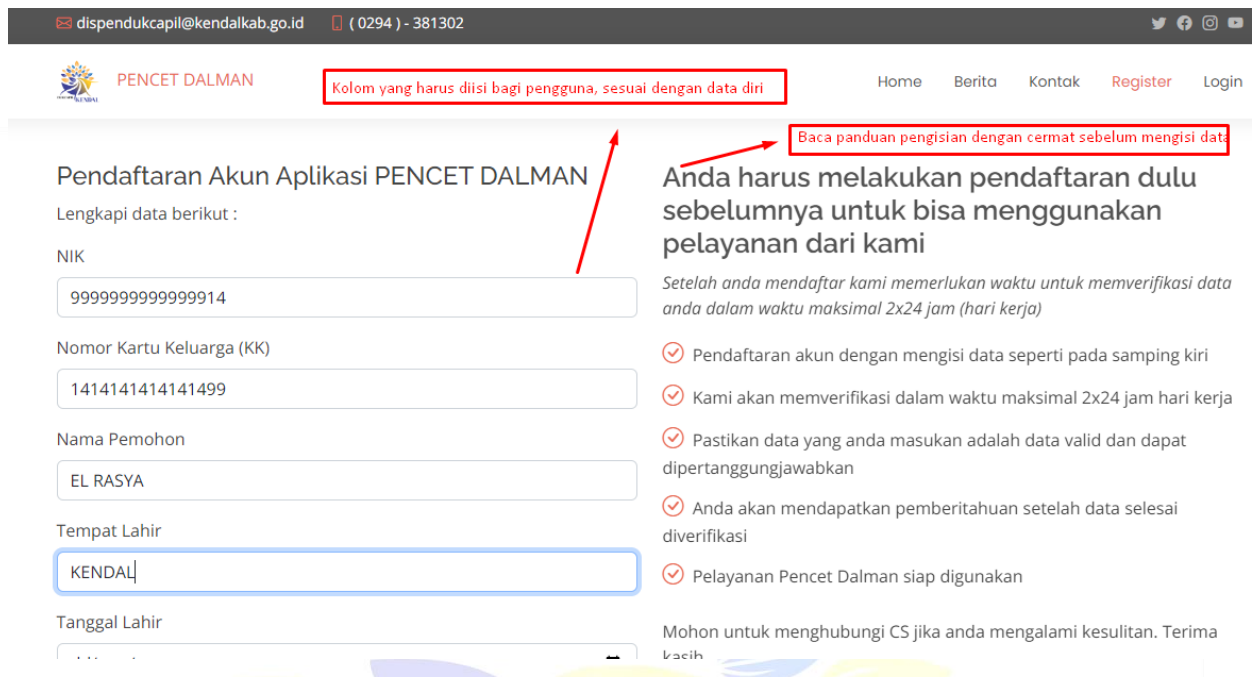 dispendukcapil@kendalkab.go.id ( 0294 ) - 381302
PENCET DALMAN
Kolom yang harus diisi bagi pengguna, sesuai dengan data diri
Home Berita Kontak Register Login
Baca panduan pengisian dengan cermat sebelum mengisi data
Pendaftaran Akun Aplikasi PENCET DALMAN
Lengkapi data berikut :
NIK
9999999999999914
Nomor Kartu Keluarga (KK)
1414141414141499
Nama Pemohon
EL RASYA
Tempat Lahir
KENDAL
Tanggal Lahir
Anda harus melakukan pendaftaran dulu
sebelumnya untuk bisa menggunakan
pelayanan dari kami
Setelah anda mendaftar kami memerlukan waktu untuk memverifikasi data
anda dalam waktu maksimal 2x24 jam (hari kerja)
Pendaftaran akun dengan mengisi data seperti pada samping kiri
Kami akan memverifikasi dalam waktu maksimal 2x24 jam hari kerja
Pastikan data yang anda masukan adalah data valid dan dapat
dipertanggungjawabkan
Anda akan mendapatkan pemberitahuan setelah data selesai
diverifikasi
Pelayanan Pencet Dalman siap digunakan
Mohon untuk menghubungi CS jika anda mengalami kesulitan. Terima
kasih